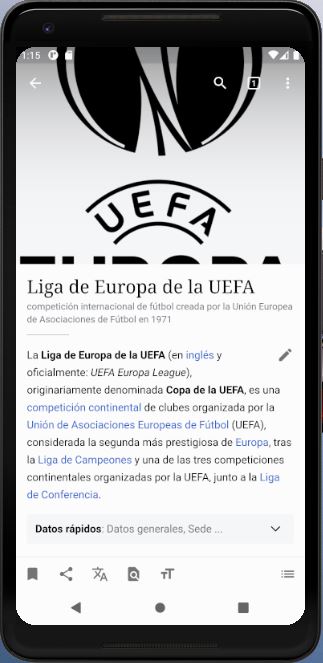 1:15
1
UEFA
EUROPA
Liga de Europa de la UEFA
competición internacional de fútbol creada por la Unión Europea
de Asociaciones de Fútbol en 1971
La Liga de Europa de la UEFA (en inglés y
oficialmente: UEFA Europa League),
originariamente denominada Copa de la UEFA, es una
competición continental de clubes organizada por la
Unión de Asociaciones Europeas de Fútbol (UEFA),
considerada la segunda más prestigiosa de Europa, tras
la Liga de Campeones y una de las tres competiciones
continentales organizadas por la UEFA, junto a la Liga
de Conferencia.
Datos rápidos: Datos generales, Sede ...